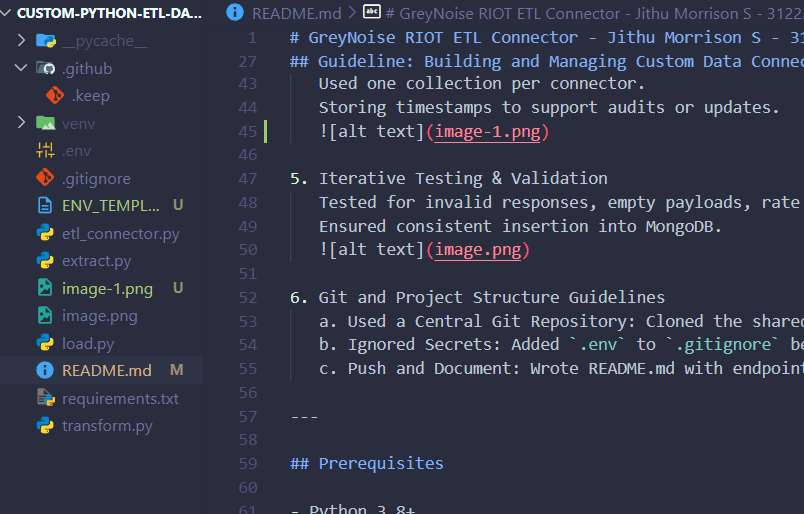 CUSTOM-PYTHON-ETL-DA...
__pycache__
.github
.keep
venv
.env
.gitignore
ENV_TEMPL... U
etl_connector.py
extract.py
image-1.png U
image.png
load.py
README.md M
requirements.txt
transform.py
README.md > # GreyNoise RIOT ETL Connector - Jithu Morrison S - 3122
1 # GreyNoise RIOT ETL Connector - Jithu Morrison S - 31
27 ## Guideline: Building and Managing Custom Data Connec
43 Used one collection per connector.
44 Storing timestamps to support audits or updates.
45 ![alt text](image-1.png)
46
47 5. Iterative Testing & Validation
48 Tested for invalid responses, empty payloads, rate
49 Ensured consistent insertion into MongoDB.
50 ![alt text](image.png)
51
52 6. Git and Project Structure Guidelines
53 a. Used a Central Git Repository: Cloned the shared
54 b. Ignored Secrets: Added `.env` to `.gitignore` be
55 c. Push and Document: Wrote README.md with endpoin
56
57 ---
58
59 ## Prerequisites
60
61 - Python 3.8+